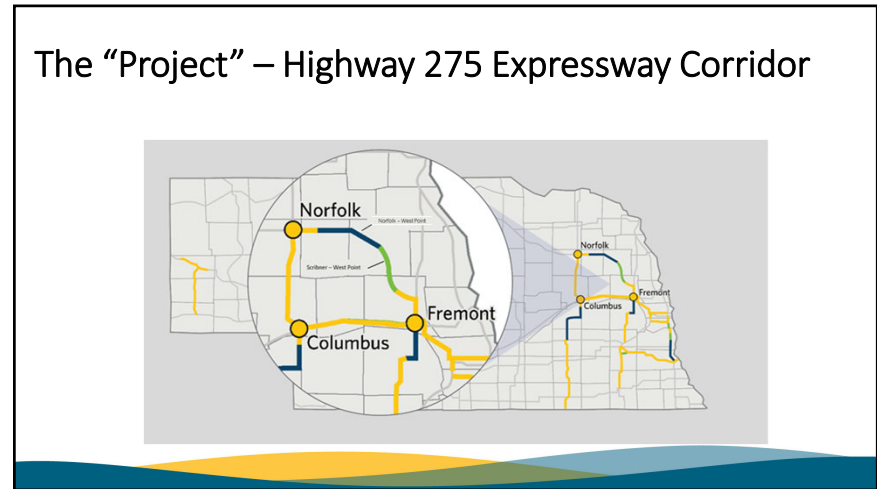 The “Project” – Highway 275 Expressway Corridor
Norfolk
Norfolk – West Point
Scribner – West Point
Fremont
Columbus
Norfolk
Fremont
Columbus